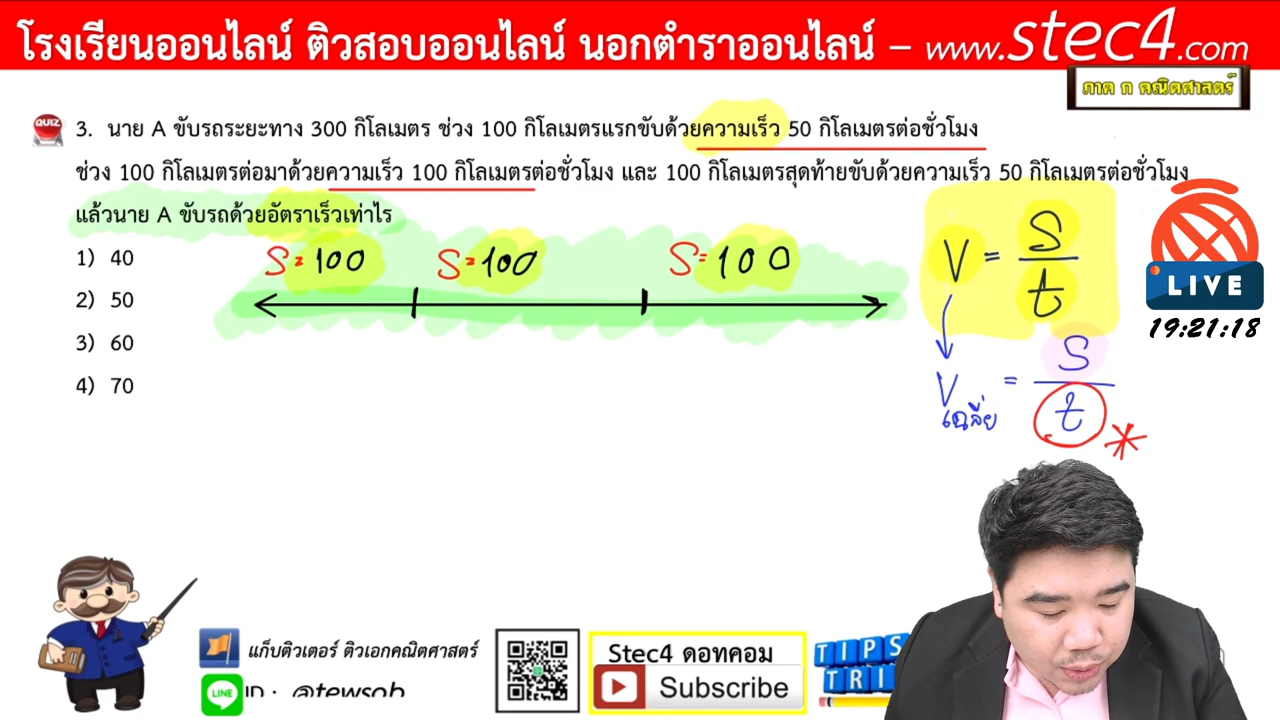 โรงเรียนออนไลน์ ติวสอบออนไลน์ นอกตำราออนไลน์ – www.stec4.com
ภาค ก คณิตศาสตร์
QUIZ
3. นาย A ขับรถระยะทาง 300 กิโลเมตร ช่วง 100 กิโลเมตรแรกขับด้วยความเร็ว 50 กิโลเมตรต่อชั่วโมง
ช่วง 100 กิโลเมตรต่อมาด้วยความเร็ว 100 กิโลเมตรต่อชั่วโมง และ 100 กิโลเมตรสุดท้ายขับด้วยความเร็ว 50 กิโลเมตรต่อชั่วโมง
แล้วนาย A ขับรถด้วยอัตราเร็วเท่าไร
1) 40
2) 50
3) 60
4) 70
S=100 S=100 S=100
V = S/t
V เฉลี่ย = S/t *
LIVE
19:21:18
แก็บติวเตอร์ ติวเอกคณิตศาสตร์
LINE ID : @tewsob
Stec4 ดอทคอม
Subscribe
TIPS
TRI